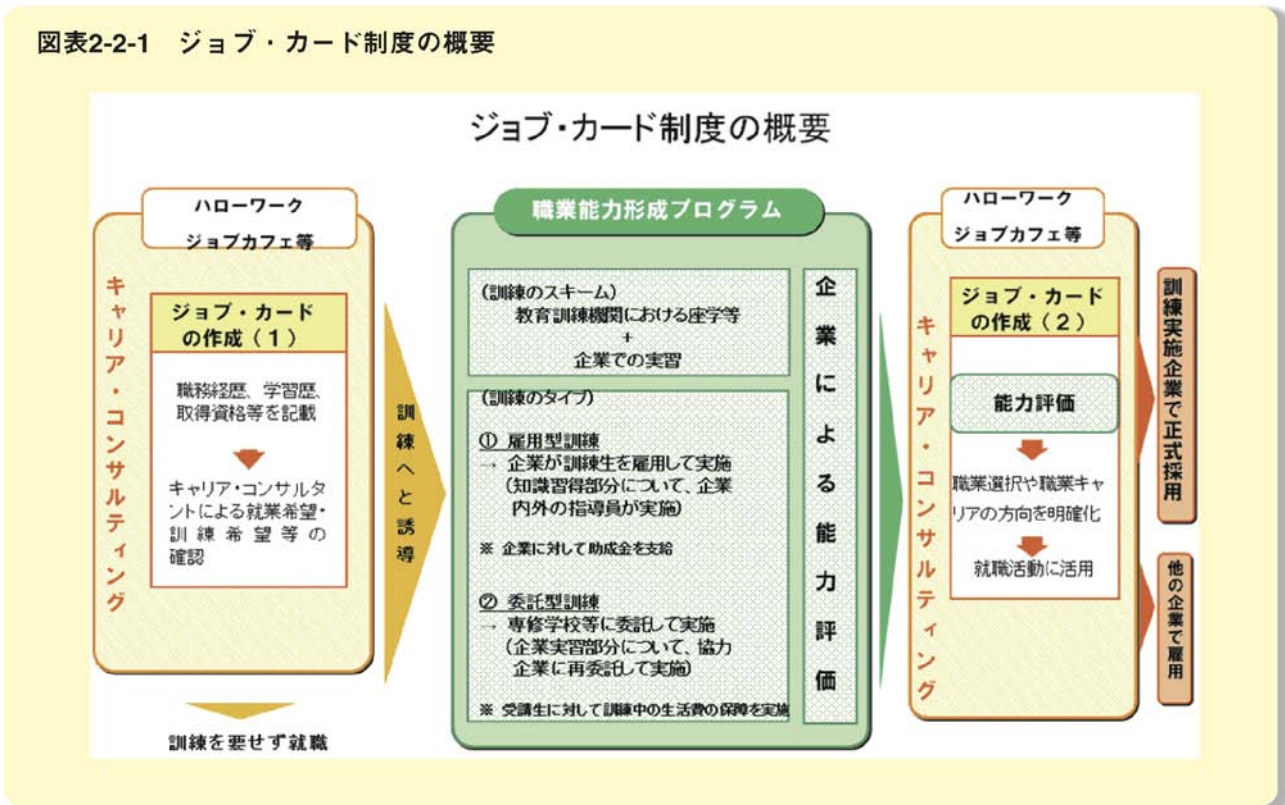 図表2-2-1　ジョブ・カード制度の概要
ジョブ・カード制度の概要
ハローワーク
ジョブカフェ等
キャリア・コンサルティング
ジョブ・カード
の作成（1）
職務経歴、学習歴、
取得資格等を記載
キャリア・コンサルタ
ントによる就業希望・
訓練希望等の
確認
訓練を要せず就職
訓練へと誘導
職業能力形成プログラム
（訓練のスキーム）
教育訓練機関における座学等
＋
企業での実習
（訓練のタイプ）
① 雇用型訓練
→ 企業が訓練生を雇用して実施
（知識習得部分について、企業
内外の指導員が実施）
※ 企業に対して助成金を支給
② 委託型訓練
→ 専修学校等に委託して実施
（企業実習部分について、協力
企業に再委託して実施）
※ 受講生に対して訓練中の生活費の保障を実施
企業による能力評価
ハローワーク
ジョブカフェ等
キャリア・コンサルティング
ジョブ・カード
の作成（2）
能力評価
職業選択や職業キャ
リアの方向を明確化
就職活動に活用
訓練実施企業で正式採用
他の企業で雇用